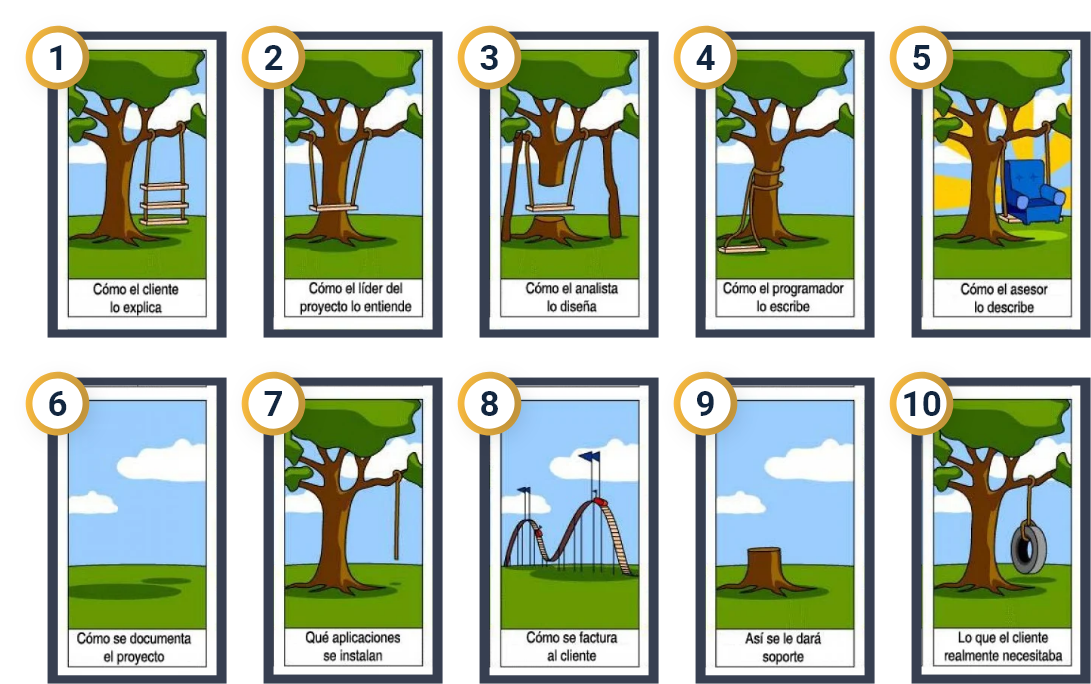 1
Cómo el cliente
lo explica
2
Cómo el líder del
proyecto lo entiende
3
Cómo el analista
lo diseña
4
Cómo el programador
lo escribe
5
Cómo el asesor
lo describe
6
Cómo se documenta
el proyecto
7
Qué aplicaciones
se instalan
8
Cómo se factura
al cliente
9
Así se le dará
soporte
10
Lo que el cliente
realmente necesitaba